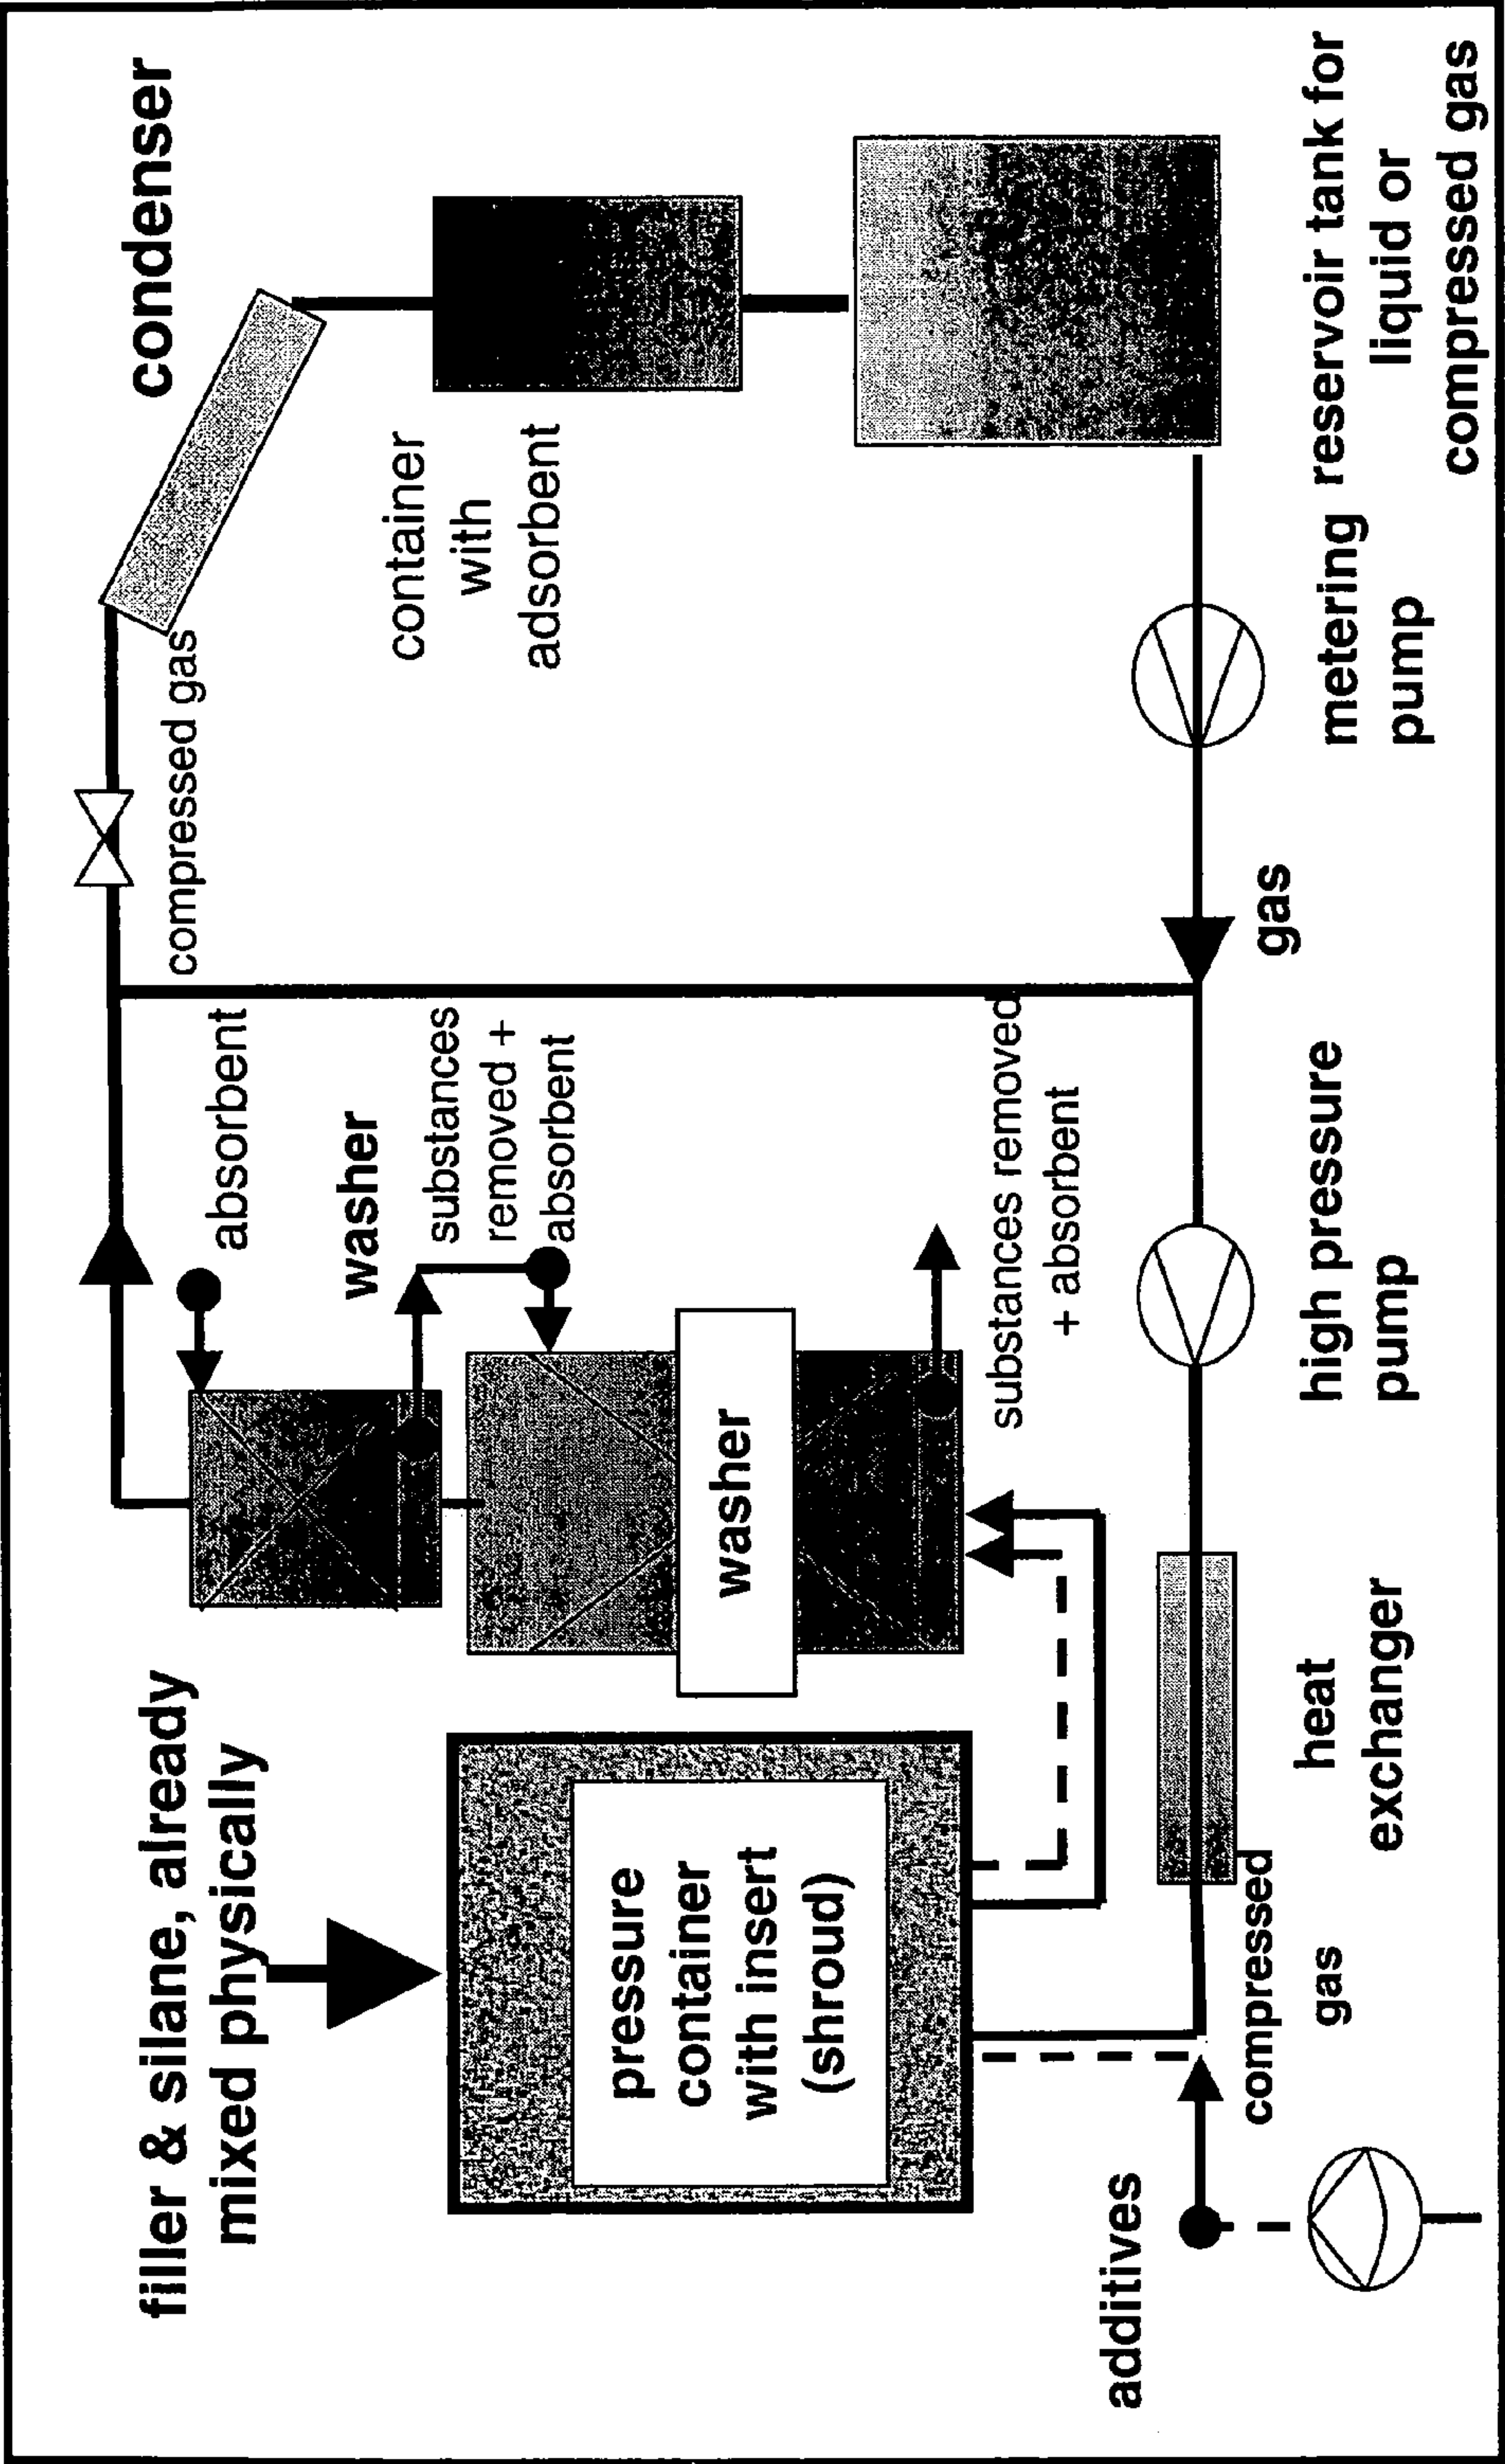 filler & silane, already
mixed physically
pressure
container
with insert
(shroud)
additives
compressed
gas
heat
exchanger
high pressure
pump
washer
substances removed
+ absorbent
washer
substances
removed +
absorbent
absorbent
compressed gas
condenser
container
with
adsorbent
gas
metering
pump
reservoir tank for
liquid or
compressed gas